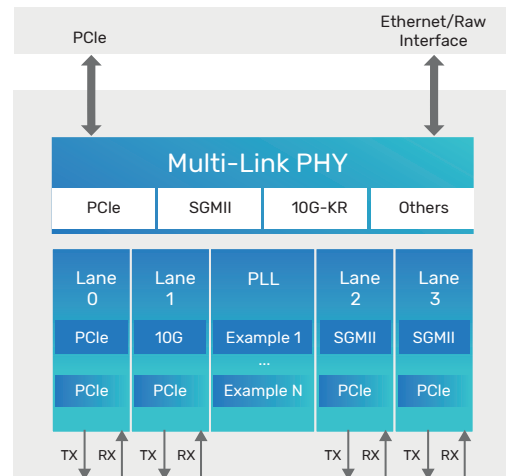 PCIe
Ethernet/Raw
Interface
Multi-Link PHY
PCIe SGMII 10G-KR Others
Lane Lane PLL Lane Lane
0 1 2 3
PCIe 10G Example 1 SGMII SGMII
...
PCIe PCIe Example N PCIe PCIe
TX RX TX RX TX RX TX RX